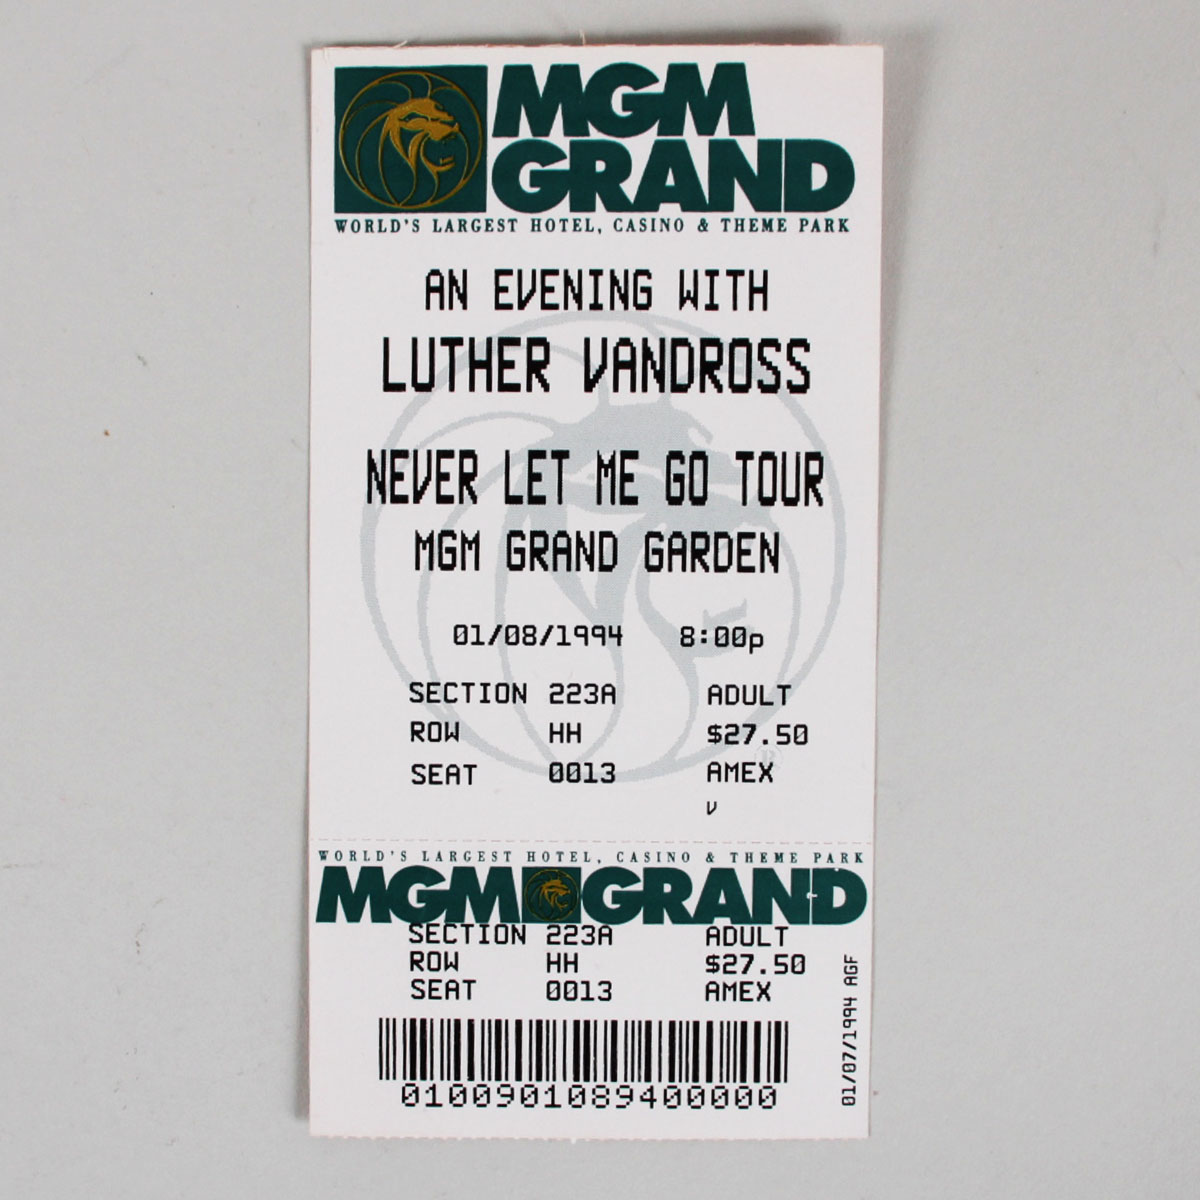 MGM
GRAND
WORLD'S LARGEST HOTEL, CASINO & THEME PARK
AN EVENING WITH
LUTHER VANDROSS
NEVER LET ME GO TOUR
MGM GRAND GARDEN
01/08/1994 8:00p
SECTION 223A ADULT
ROW HH $27.50
SEAT 0013 AMEX
V
WORLD'S LARGEST HOTEL, CASINO & THEME PARK
MGM GRAND
SECTION 223A ADULT
ROW HH $27.50
SEAT 0013 AMEX
01/07/1994 AGF
0100901089400000